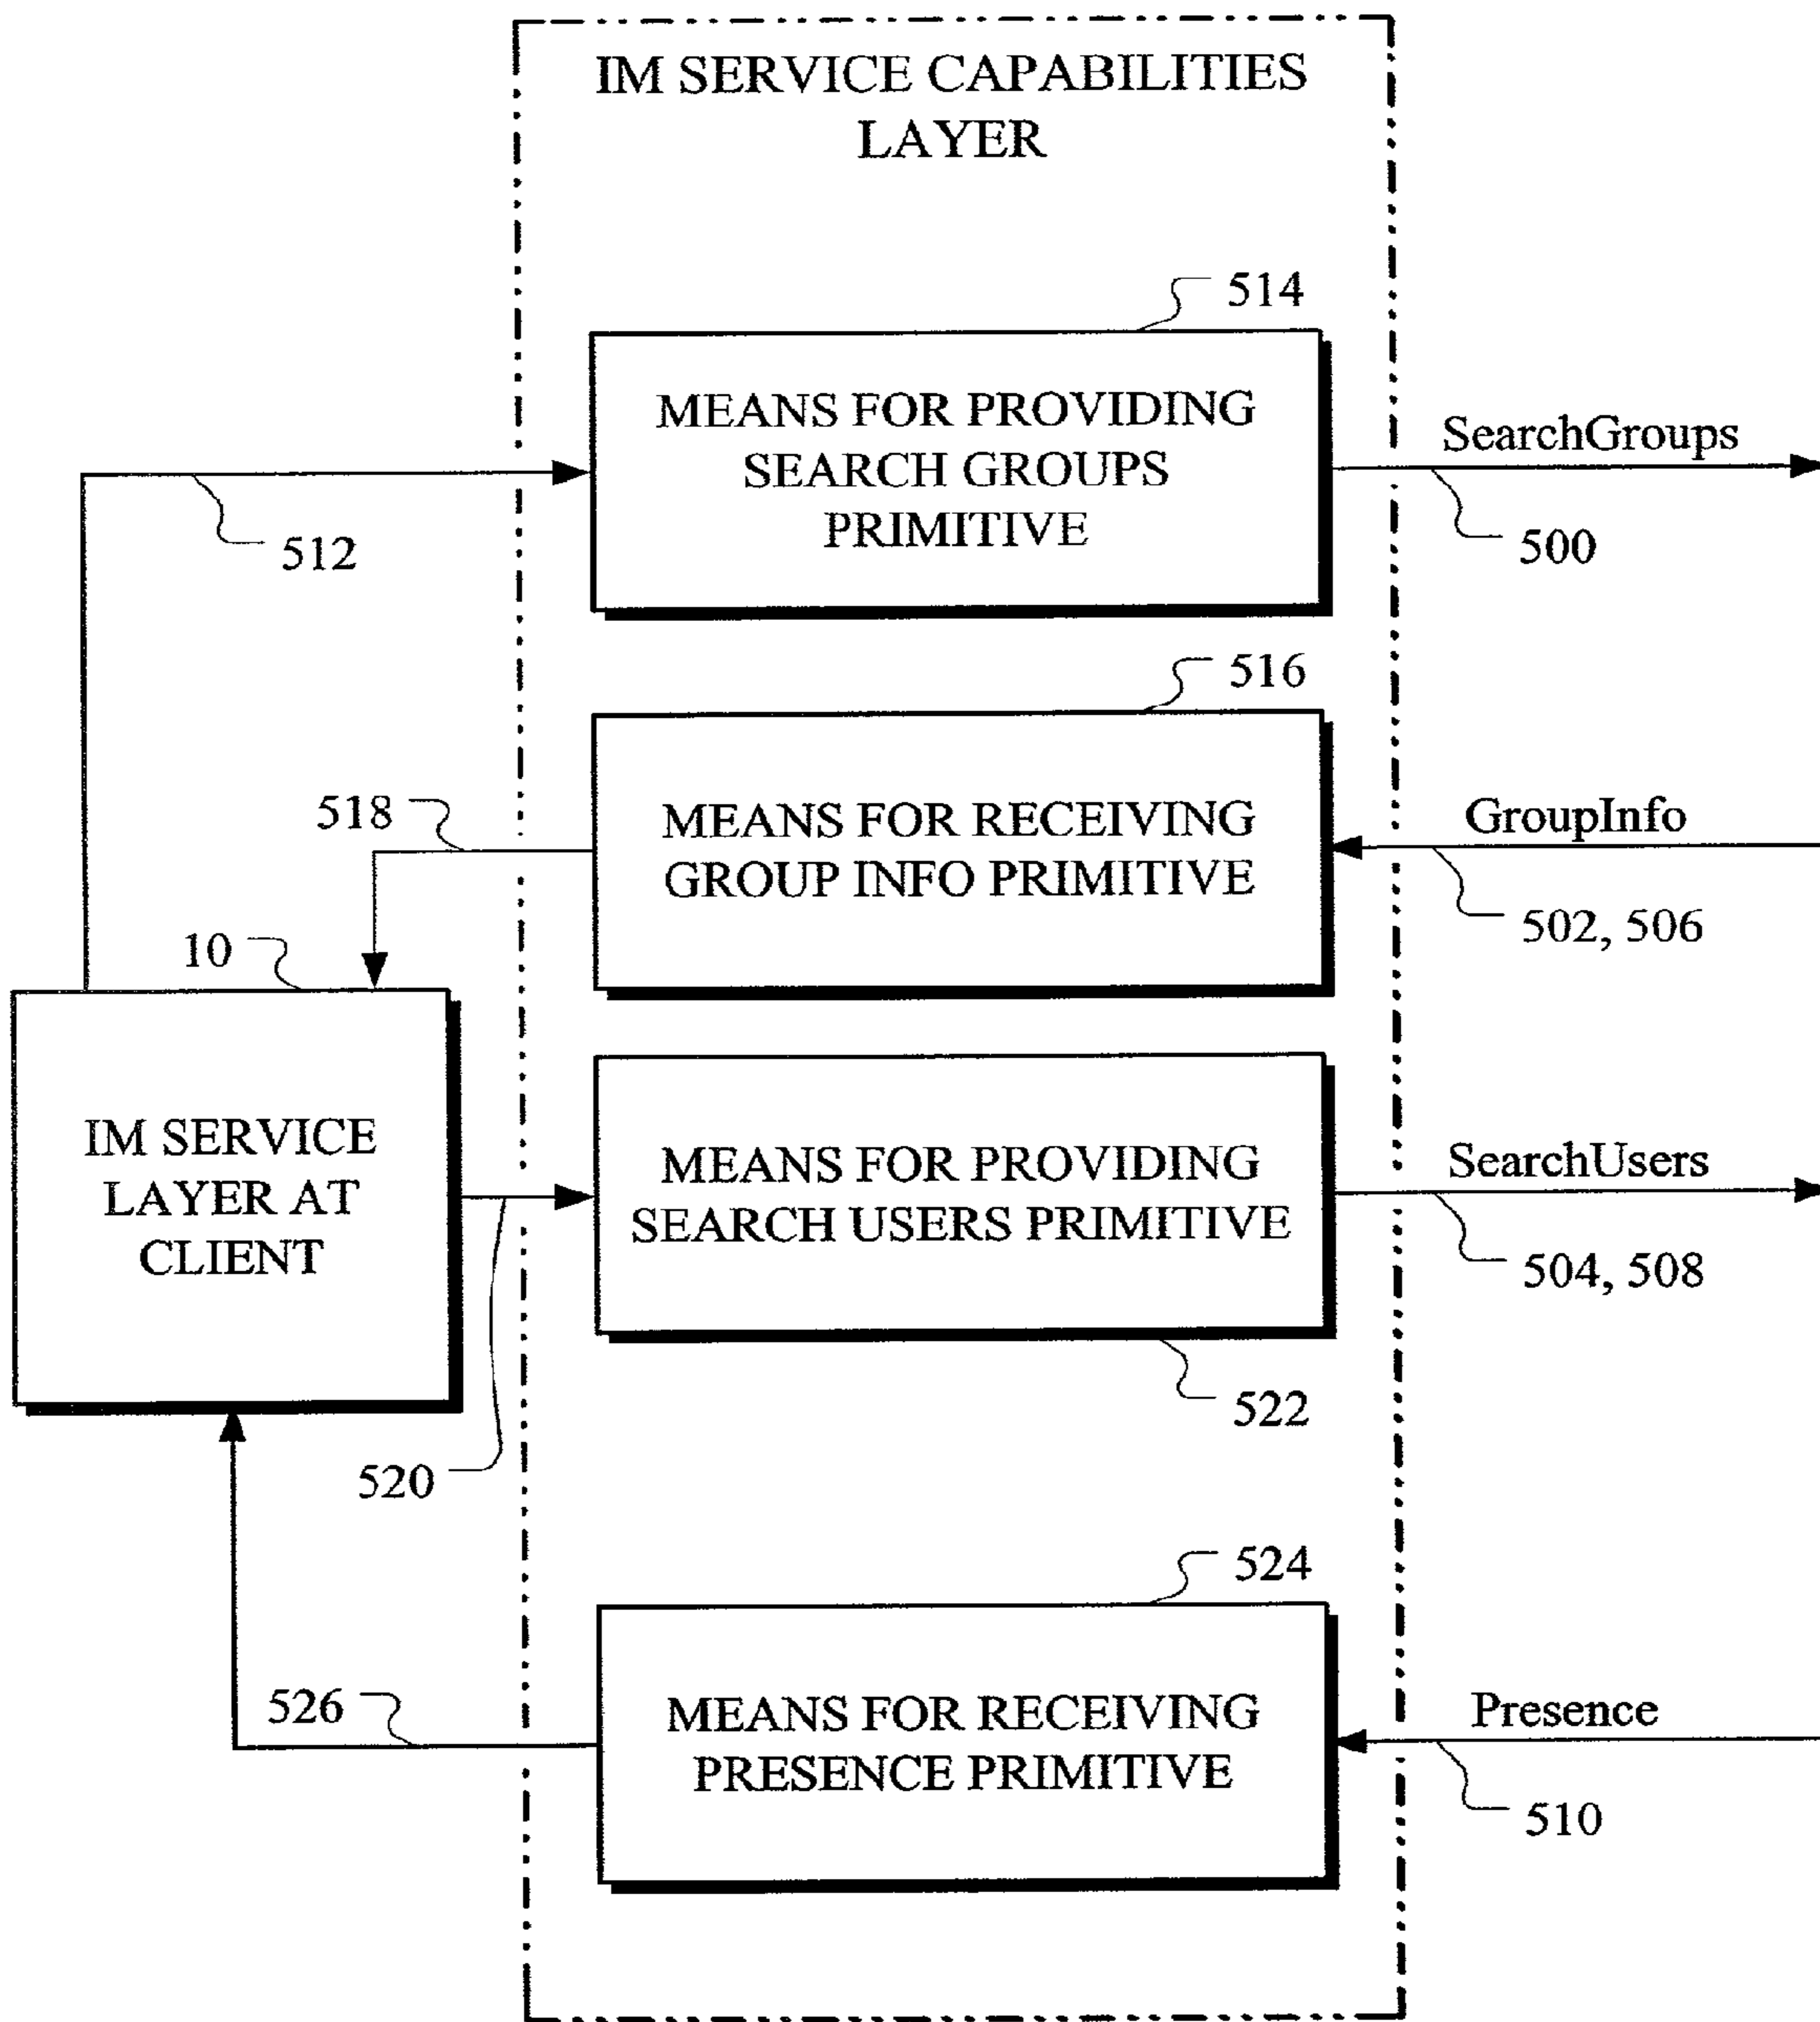 IM SERVICE CAPABILITIES
LAYER
514
MEANS FOR PROVIDING
SEARCH GROUPS
PRIMITIVE
SearchGroups
512
500
516
518
MEANS FOR RECEIVING
GROUP INFO PRIMITIVE
GroupInfo
502, 506
10
IM SERVICE
LAYER AT
CLIENT
MEANS FOR PROVIDING
SEARCH USERS PRIMITIVE
SearchUsers
504, 508
522
520
524
526
MEANS FOR RECEIVING
PRESENCE PRIMITIVE
Presence
510